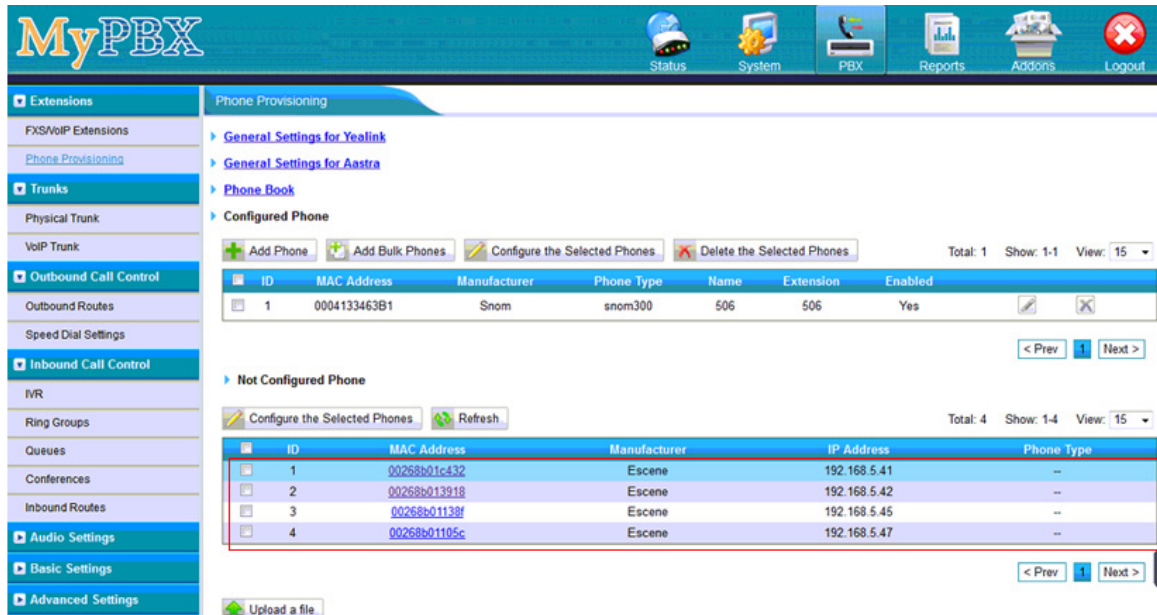 MyPBX
Status System PBX Reports Addons Logout
Extensions
FXS/VoIP Extensions
Phone Provisioning
Trunks
Physical Trunk
VoIP Trunk
Outbound Call Control
Outbound Routes
Speed Dial Settings
Inbound Call Control
IVR
Ring Groups
Queues
Conferences
Inbound Routes
Audio Settings
Basic Settings
Advanced Settings
Phone Provisioning
General Settings for Yealink
General Settings for Aastra
Phone Book
Configured Phone
Add Phone Add Bulk Phones Configure the Selected Phones Delete the Selected Phones Total: 1 Show: 1-1 View: 15
ID MAC Address Manufacturer Phone Type Name Extension Enabled
1 0004133463B1 Snom snom300 506 506 Yes
< Prev 1 Next >
Not Configured Phone
Configure the Selected Phones Refresh Total: 4 Show: 1-4 View: 15
ID MAC Address Manufacturer IP Address Phone Type
1 00268b01c432 Escene 192.168.5.41 --
2 00268b013918 Escene 192.168.5.42 --
3 00268b01138f Escene 192.168.5.45 --
4 00268b01105c Escene 192.168.5.47 --
< Prev 1 Next >
Upload a file